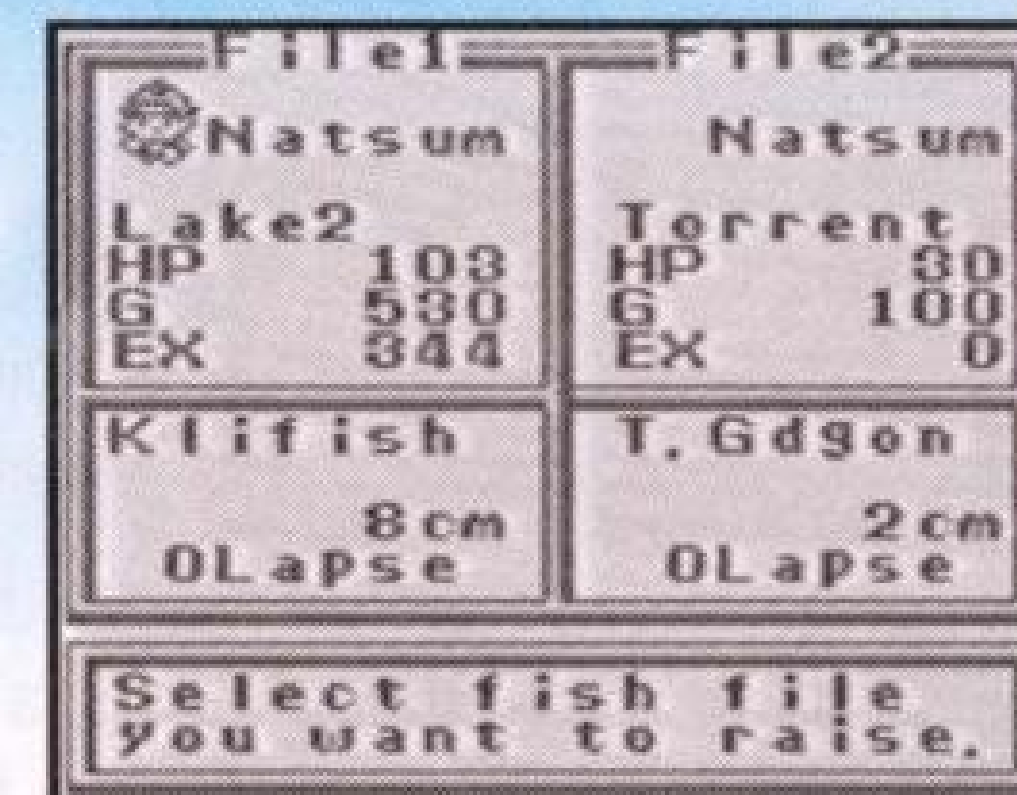 File1
Natsum
Lake2
HP 103
G 530
EX 344
Klifish
8cm
0Lapse
File2
Natsum
Torrent
HP 30
G 100
EX 0
T.Gdgon
2cm
0Lapse
Select fish file
you want to raise.